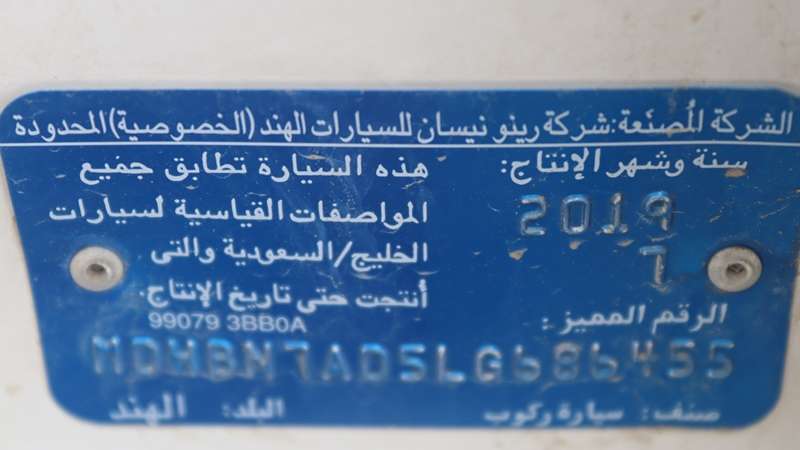 الشركة المُصنّعة:شركة رينو نيسان للسيارات الهند (الخصوصية) المحدودة
سنة وشهر الإنتاج:
2019
7
هذه السيارة تطابق جميع
المواصفات القياسية لسيارات
الخليج/السعودية والتى
أُنتجت حتى تاريخ الإنتاج.
99079 3BB0A
الرقم المميز:
MDHBN7ADSLG686455
صنف: سيارة ركوب
البلد: الهند